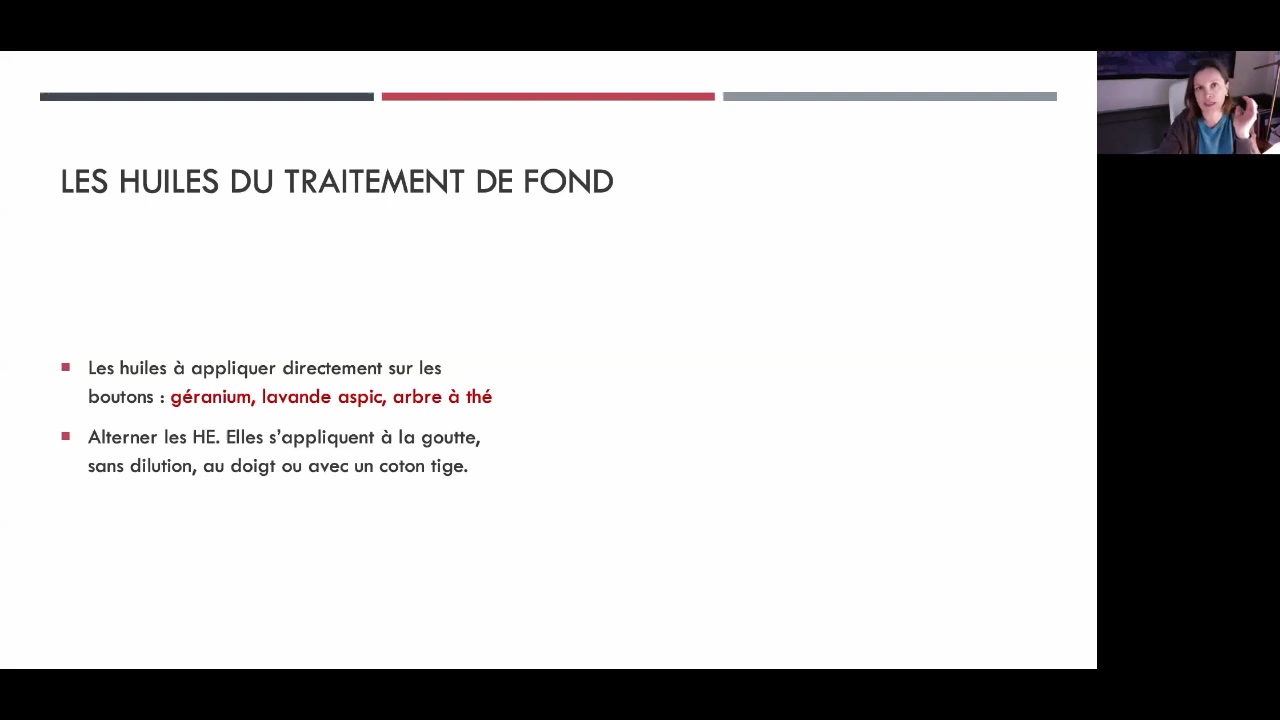 LES HUILES DU TRAITEMENT DE FOND
Les huiles à appliquer directement sur les
boutons : géranium, lavande aspic, arbre à thé
Alterner les HE. Elles s’appliquent à la goutte,
sans dilution, au doigt ou avec un coton tige.